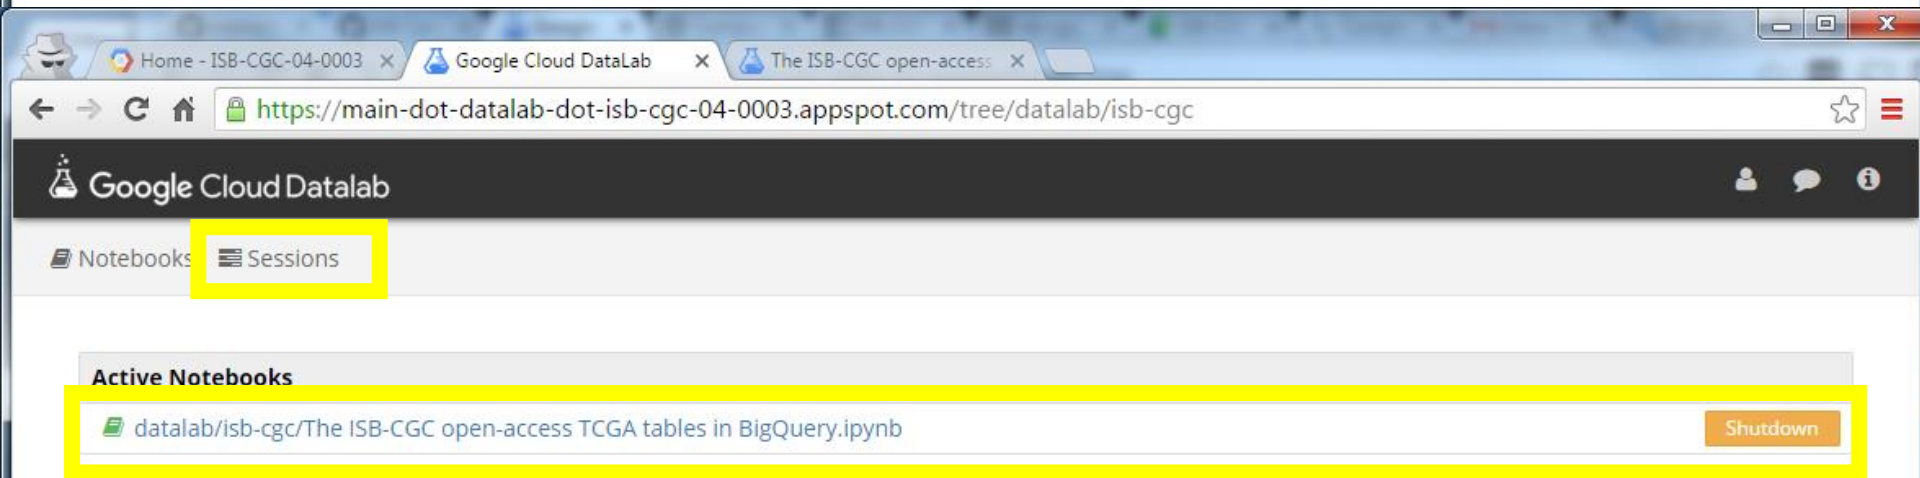 Home - ISB-CGC-04-0003
Google Cloud DataLab
The ISB-CGC open-access
https://main-dot-datalab-dot-isb-cgc-04-0003.appspot.com/tree/datalab/isb-cgc
Google Cloud Datalab
Notebooks
Sessions
Active Notebooks
datalab/isb-cgc/The ISB-CGC open-access TCGA tables in BigQuery.ipynb
Shutdown